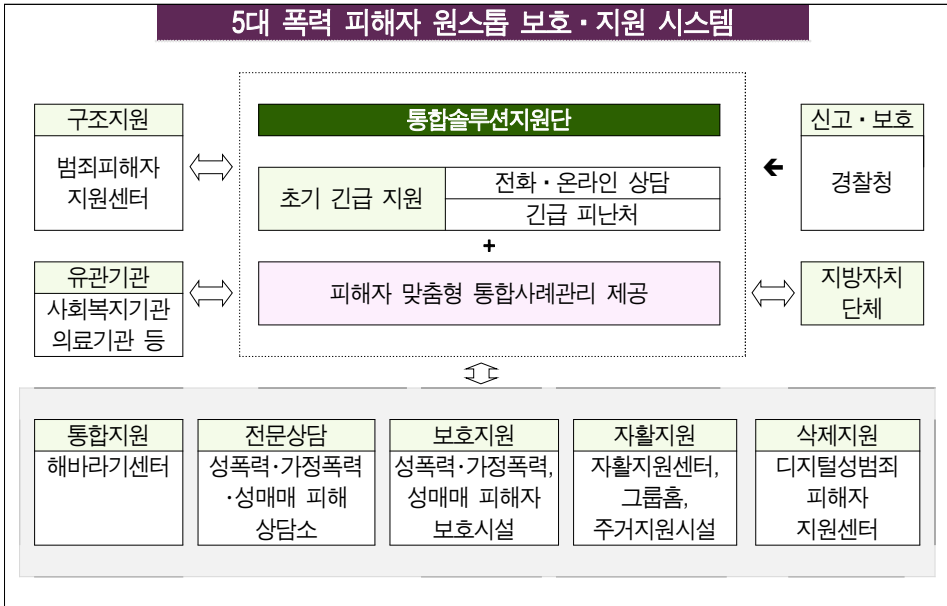 5대 폭력 피해자 원스톱 보호·지원 시스템
구조지원
범죄피해자
지원센터
통합솔루션지원단
초기 긴급 지원
전화·온라인 상담
긴급 피난처
+
피해자 맞춤형 통합사례관리 제공
신고·보호
경찰청
유관기관
사회복지기관
의료기관 등
지방자치
단체
통합지원
해바라기센터
전문상담
성폭력·가정폭력
·성매매 피해
상담소
보호지원
성폭력·가정폭력,
성매매 피해자
보호시설
자활지원
자활지원센터,
그룹홈,
주거지원시설
삭제지원
디지털성범죄
피해자
지원센터